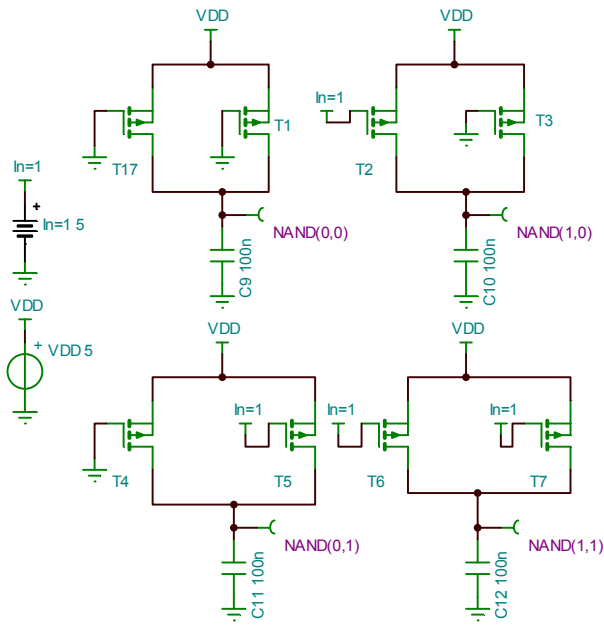 VDD
VDD
In=1
T17
T1
T2
T3
In=1
+
In=1 5
NAND(0,0)
NAND(1,0)
C9 100n
C10 100n
VDD
+ VDD 5
VDD
VDD
In=1
In=1
In=1
T4
T5
T6
T7
NAND(0,1)
NAND(1,1)
C11 100n
C12 100n